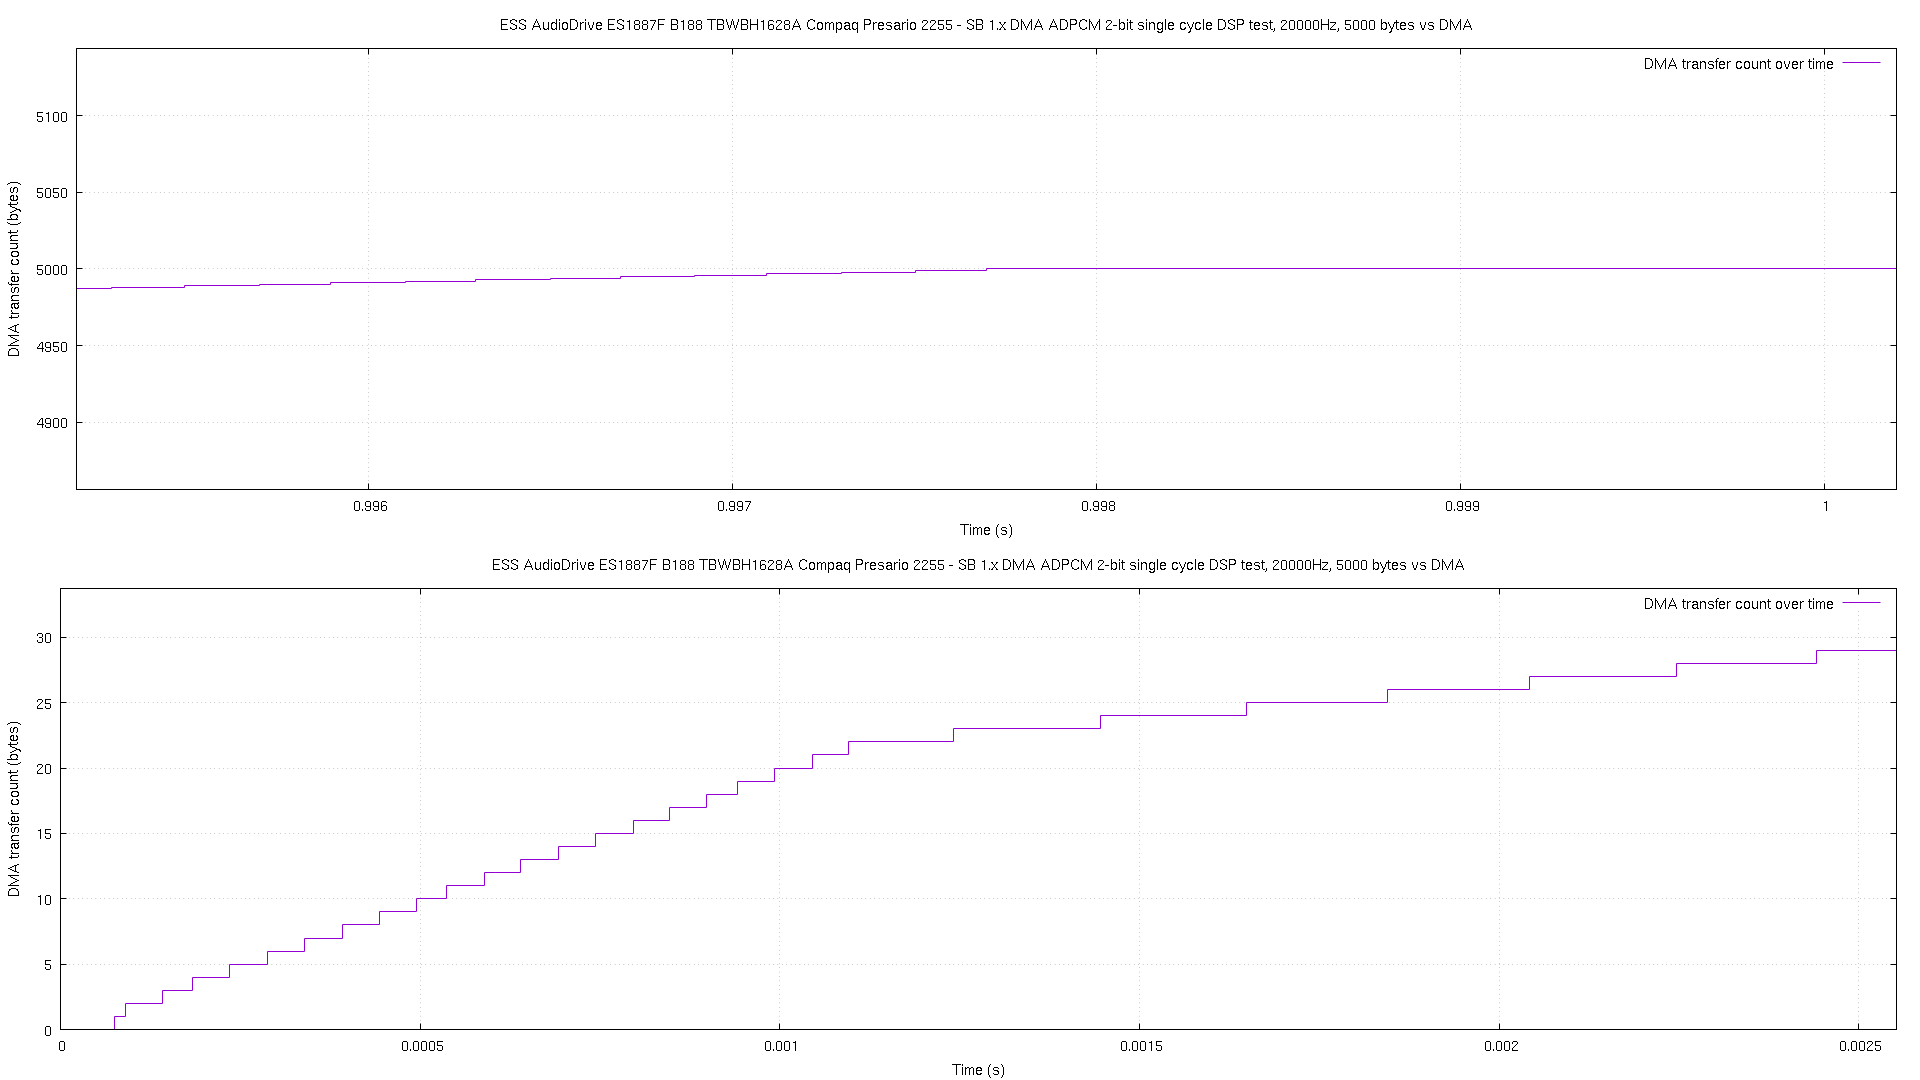 ESS AudioDrive ES1887F B188 TBWBH1628A Compaq Presario 2255 - SB 1.x DMA ADPCM 2-bit single cycle DSP test, 20000Hz, 5000 bytes vs DMA
DMA transfer count over time
5100
5050
5000
4950
4900
DMA transfer count (bytes)
0.996 0.997 0.998 0.999 1
Time (s)
ESS AudioDrive ES1887F B188 TBWBH1628A Compaq Presario 2255 - SB 1.x DMA ADPCM 2-bit single cycle DSP test, 20000Hz, 5000 bytes vs DMA
DMA transfer count over time
30
25
20
15
10
5
0
DMA transfer count (bytes)
0 0.0005 0.001 0.0015 0.002 0.0025
Time (s)